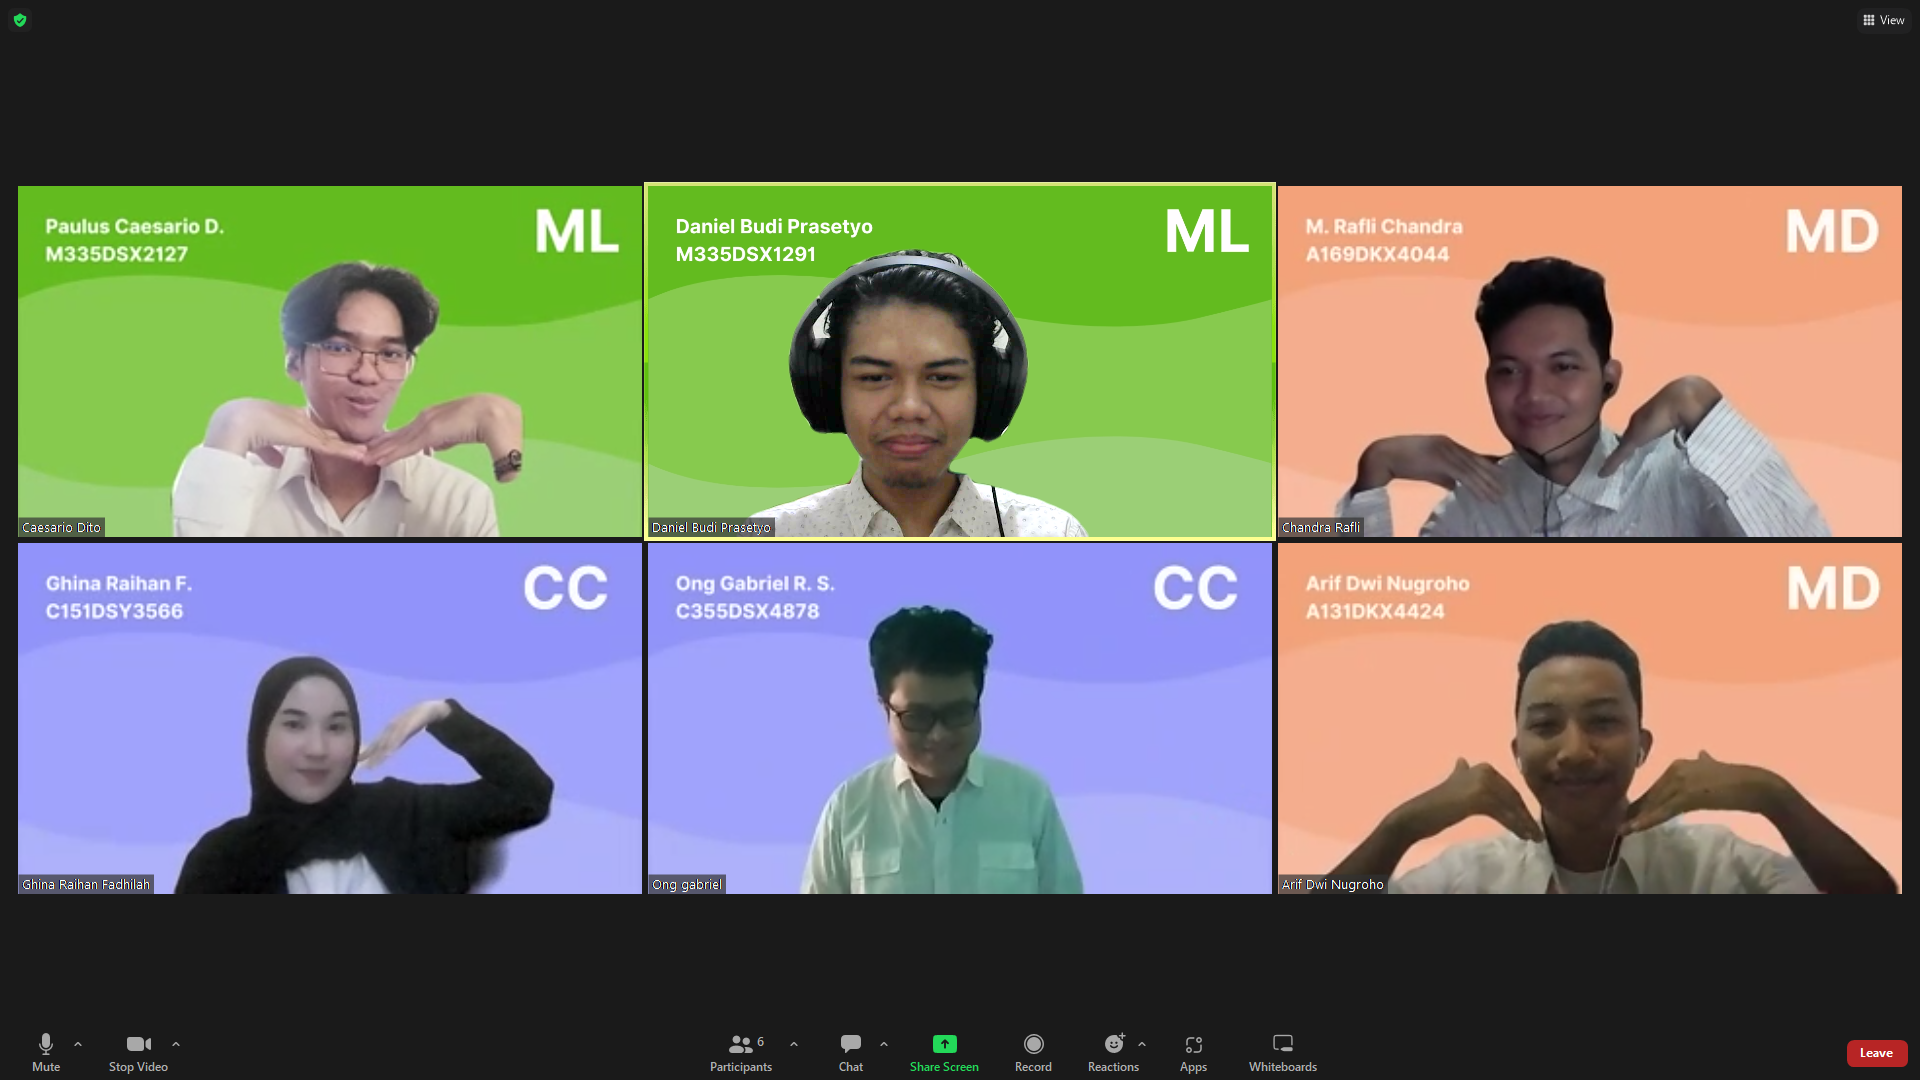 View
Paulus Caesario D.
M335DSX2127
ML
Caesario Dito
Daniel Budi Prasetyo
M335DSX1291
ML
Daniel Budi Prasetyo
M. Rafli Chandra
A169DKX4044
MD
Chandra Rafli
Ghina Raihan F.
C151DSY3566
CC
Ghina Raihan Fadhilah
Ong Gabriel R. S.
C355DSX4878
CC
Ong gabriel
Arif Dwi Nugroho
A131DKX4424
MD
Arif Dwi Nugroho
Mute
Stop Video
6
Participants
Chat
Share Screen
Record
Reactions
Apps
Whiteboards
Leave